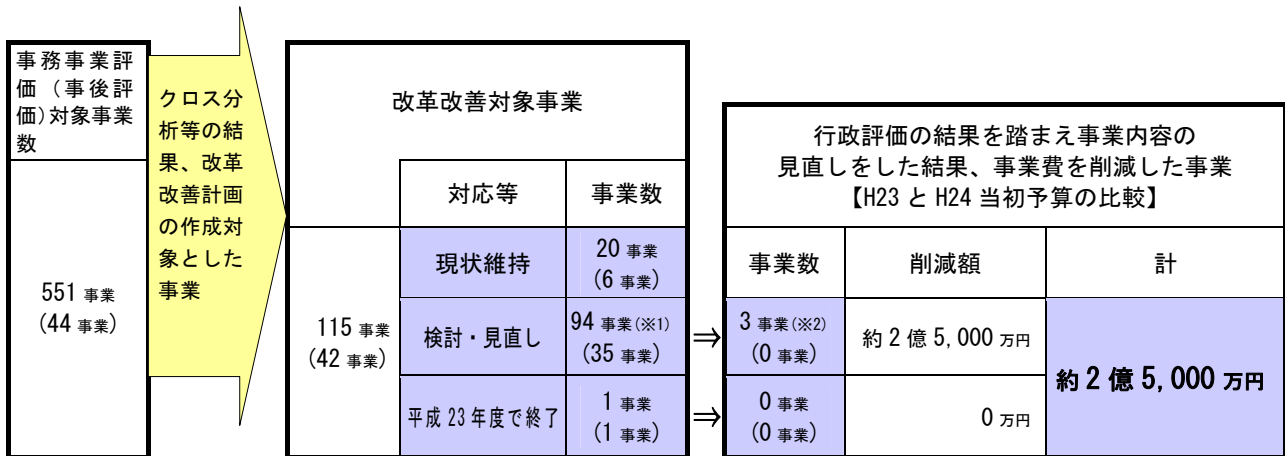 事務事業評
価（事後評
価)対象事業
数
551 事業
(44 事業)
クロス分
析等の結
果、改革
改善計画
の作成対
象とした
事業
改革改善対象事業
対応等
事業数
115 事業
(42 事業)
現状維持
20 事業
(6 事業)
検討・見直し
94 事業(※1)
(35 事業)
平成 23 年度で終了
1 事業
(1 事業)
⇒
⇒
行政評価の結果を踏まえ事業内容の
見直しをした結果、事業費を削減した事業
【H23 と H24 当初予算の比較】
事業数
削減額
計
3 事業(※2)
(0 事業)
約 2 億 5,000 万円
0 事業
(0 事業)
0 万円
約 2 億 5,000 万円